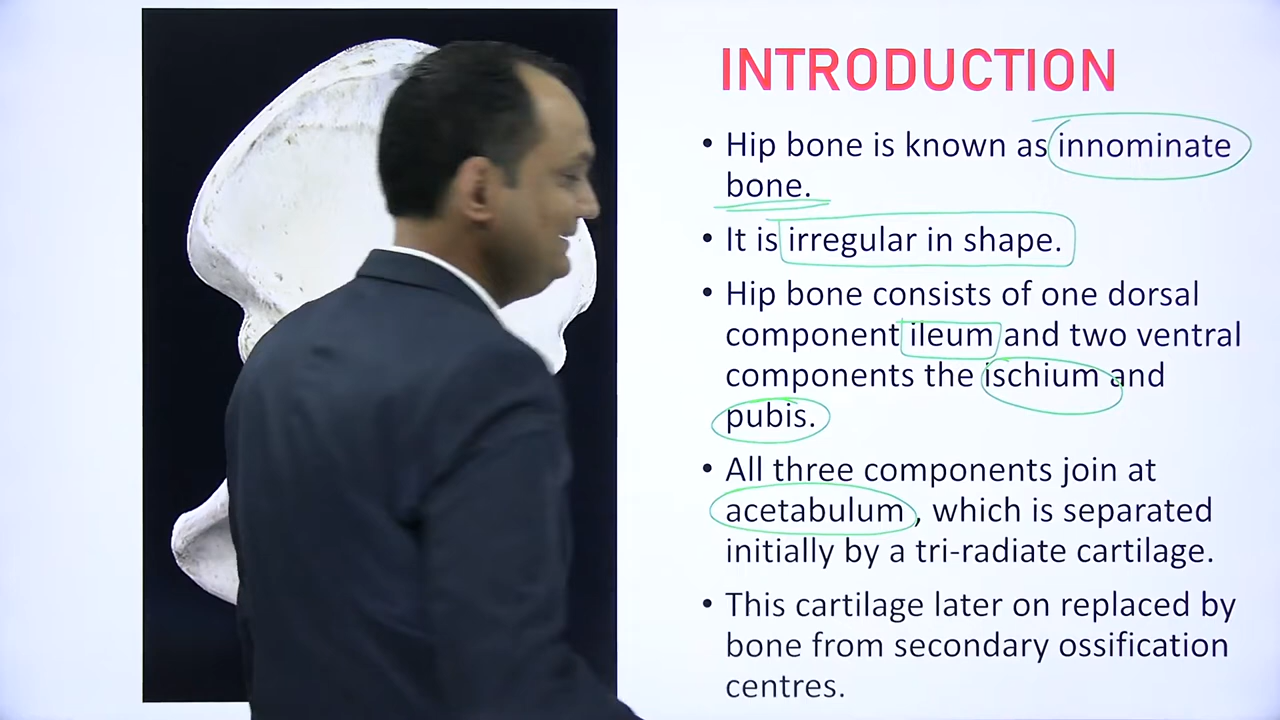 INTRODUCTION
• Hip bone is known as innominate
bone.
• It is irregular in shape.
• Hip bone consists of one dorsal
component ileum and two ventral
components the ischium and
pubis.
• All three components join at
acetabulum, which is separated
initially by a tri-radiate cartilage.
• This cartilage later on replaced by
bone from secondary ossification
centres.